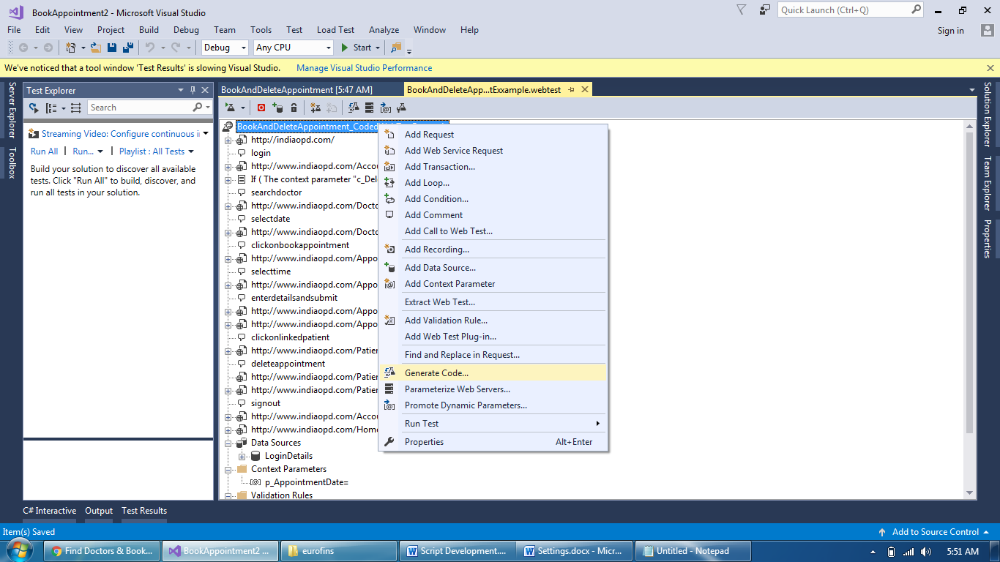 BookAppointment2 - Microsoft Visual Studio
Quick Launch (Ctrl+Q)
File Edit View Project Build Debug Team Tools Test Load Test Analyze Window Help
Sign in
Debug Any CPU Start
We've noticed that a tool window 'Test Results' is slowing Visual Studio. Manage Visual Studio Performance
Server Explorer
Toolbox
Test Explorer
Search
Streaming Video: Configure continuous i
Run All | Run... | Playlist : All Tests
Build your solution to discover all available
tests. Click "Run All" to build, discover, and
run all tests in your solution.
BookAndDeleteAppointment [5:47 AM]
BookAndDeleteApp...tExxample.webtest
BookAndDeleteAppointment_Coded
http://indiaopd.com/
login
http://www.indiaopd.com/Accou
If ( The context parameter "c_Del
searchdoctor
http://www.indiaopd.com/Docto
selectdate
http://www.indiaopd.com/Docto
clickonbookappointment
http://www.indiaopd.com/Appo
selecttime
http://www.indiaopd.com/Appo
enterdetailsandsubmit
http://www.indiaopd.com/Appo
http://www.indiaopd.com/Appo
clickonlinkedpatient
http://www.indiaopd.com/Patien
deleteappointment
http://www.indiaopd.com/Patien
http://www.indiaopd.com/Patien
signout
http://www.indiaopd.com/Accou
http://www.indiaopd.com/Home
Data Sources
LoginDetails
Context Parameters
p_AppointmentDate=
Validation Rules
Add Request
Add Web Service Request
Add Transaction...
Add Loop...
Add Condition...
Add Comment
Add Call to Web Test...
Add Recording...
Add Data Source...
Add Context Parameter
Extract Web Test...
Add Validation Rule...
Add Web Test Plug-in...
Find and Replace in Request...
Generate Code...
Parameterize Web Servers...
Promote Dynamic Parameters...
Run Test
Properties Alt+Enter
Solution Explorer
Team Explorer
Properties
C# Interactive Output Test Results
Item(s) Saved
Add to Source Control
Find Doctors & Book...
BookAppointment2 ...
eurofins
Script Development....
Settings.docx - Micr...
Untitled - Notepad
5:51 AM